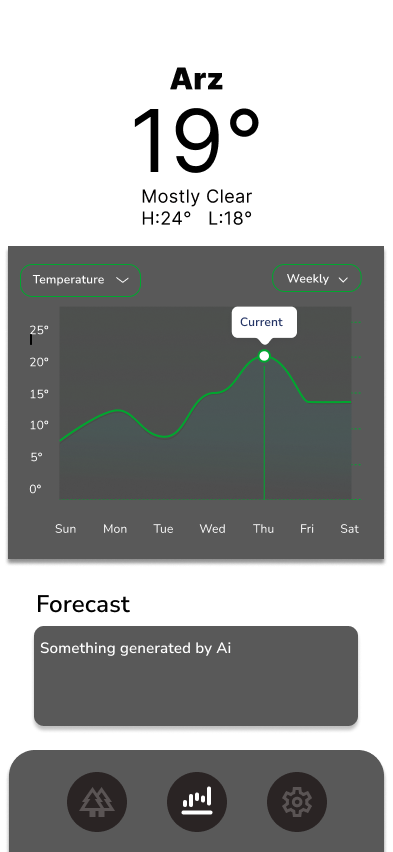 Arz
19°
Mostly Clear
H:24° L:18°
Temperature
Weekly
Current
25°
20°
15°
10°
5°
0°
Sun Mon Tue Wed Thu Fri Sat
Forecast
Something generated by Ai